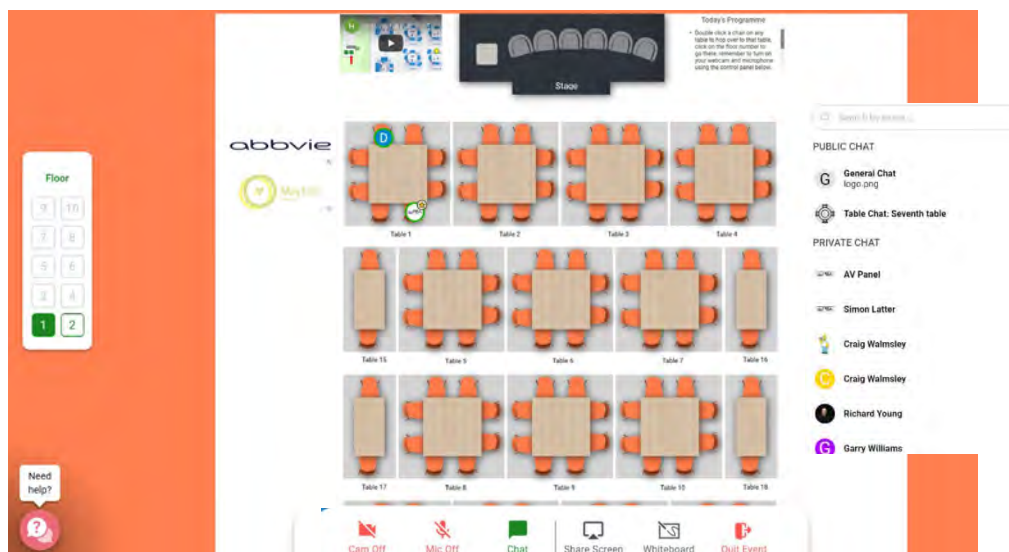 Today's Programme
Double click a chair on any
table to hop over to that table,
click on the floor number to
go there, remember to turn on
your webcam and microphone
using the control panel below.
Stage
abbvie
D
Table 1
Table 2
Table 3
Table 4
Table 15
Table 5
Table 6
Table 7
Table 16
Table 17
Table 8
Table 9
Table 10
Table 18
Floor
9 10
7 8
5 6
3 4
1 2
Need
help?
PUBLIC CHAT
G
General Chat
logo.png
Table Chat: Seventh table
PRIVATE CHAT
AV Panel
Simon Latter
Craig Walmsley
Craig Walmsley
Richard Young
G
Garry Williams
Cam Off
Mic Off
Chat
Share Screen
Whiteboard
Quit Event